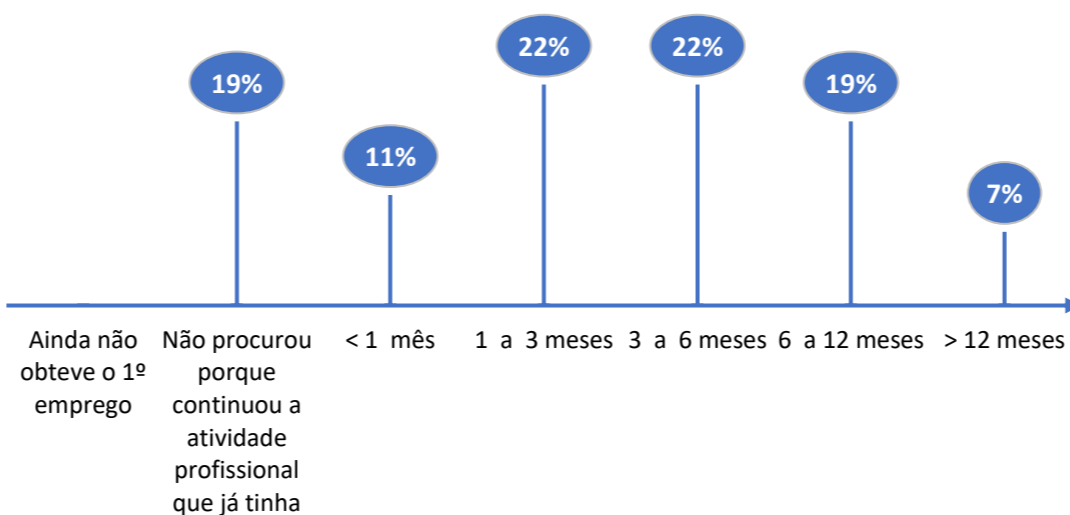 19%
11%
22%
22%
19%
7%
Ainda não
obteve o 1º
emprego
Não procurou
porque
continuou a
atividade
profissional
que já tinha
< 1 mês
1 a 3 meses
3 a 6 meses
6 a 12 meses
> 12 meses